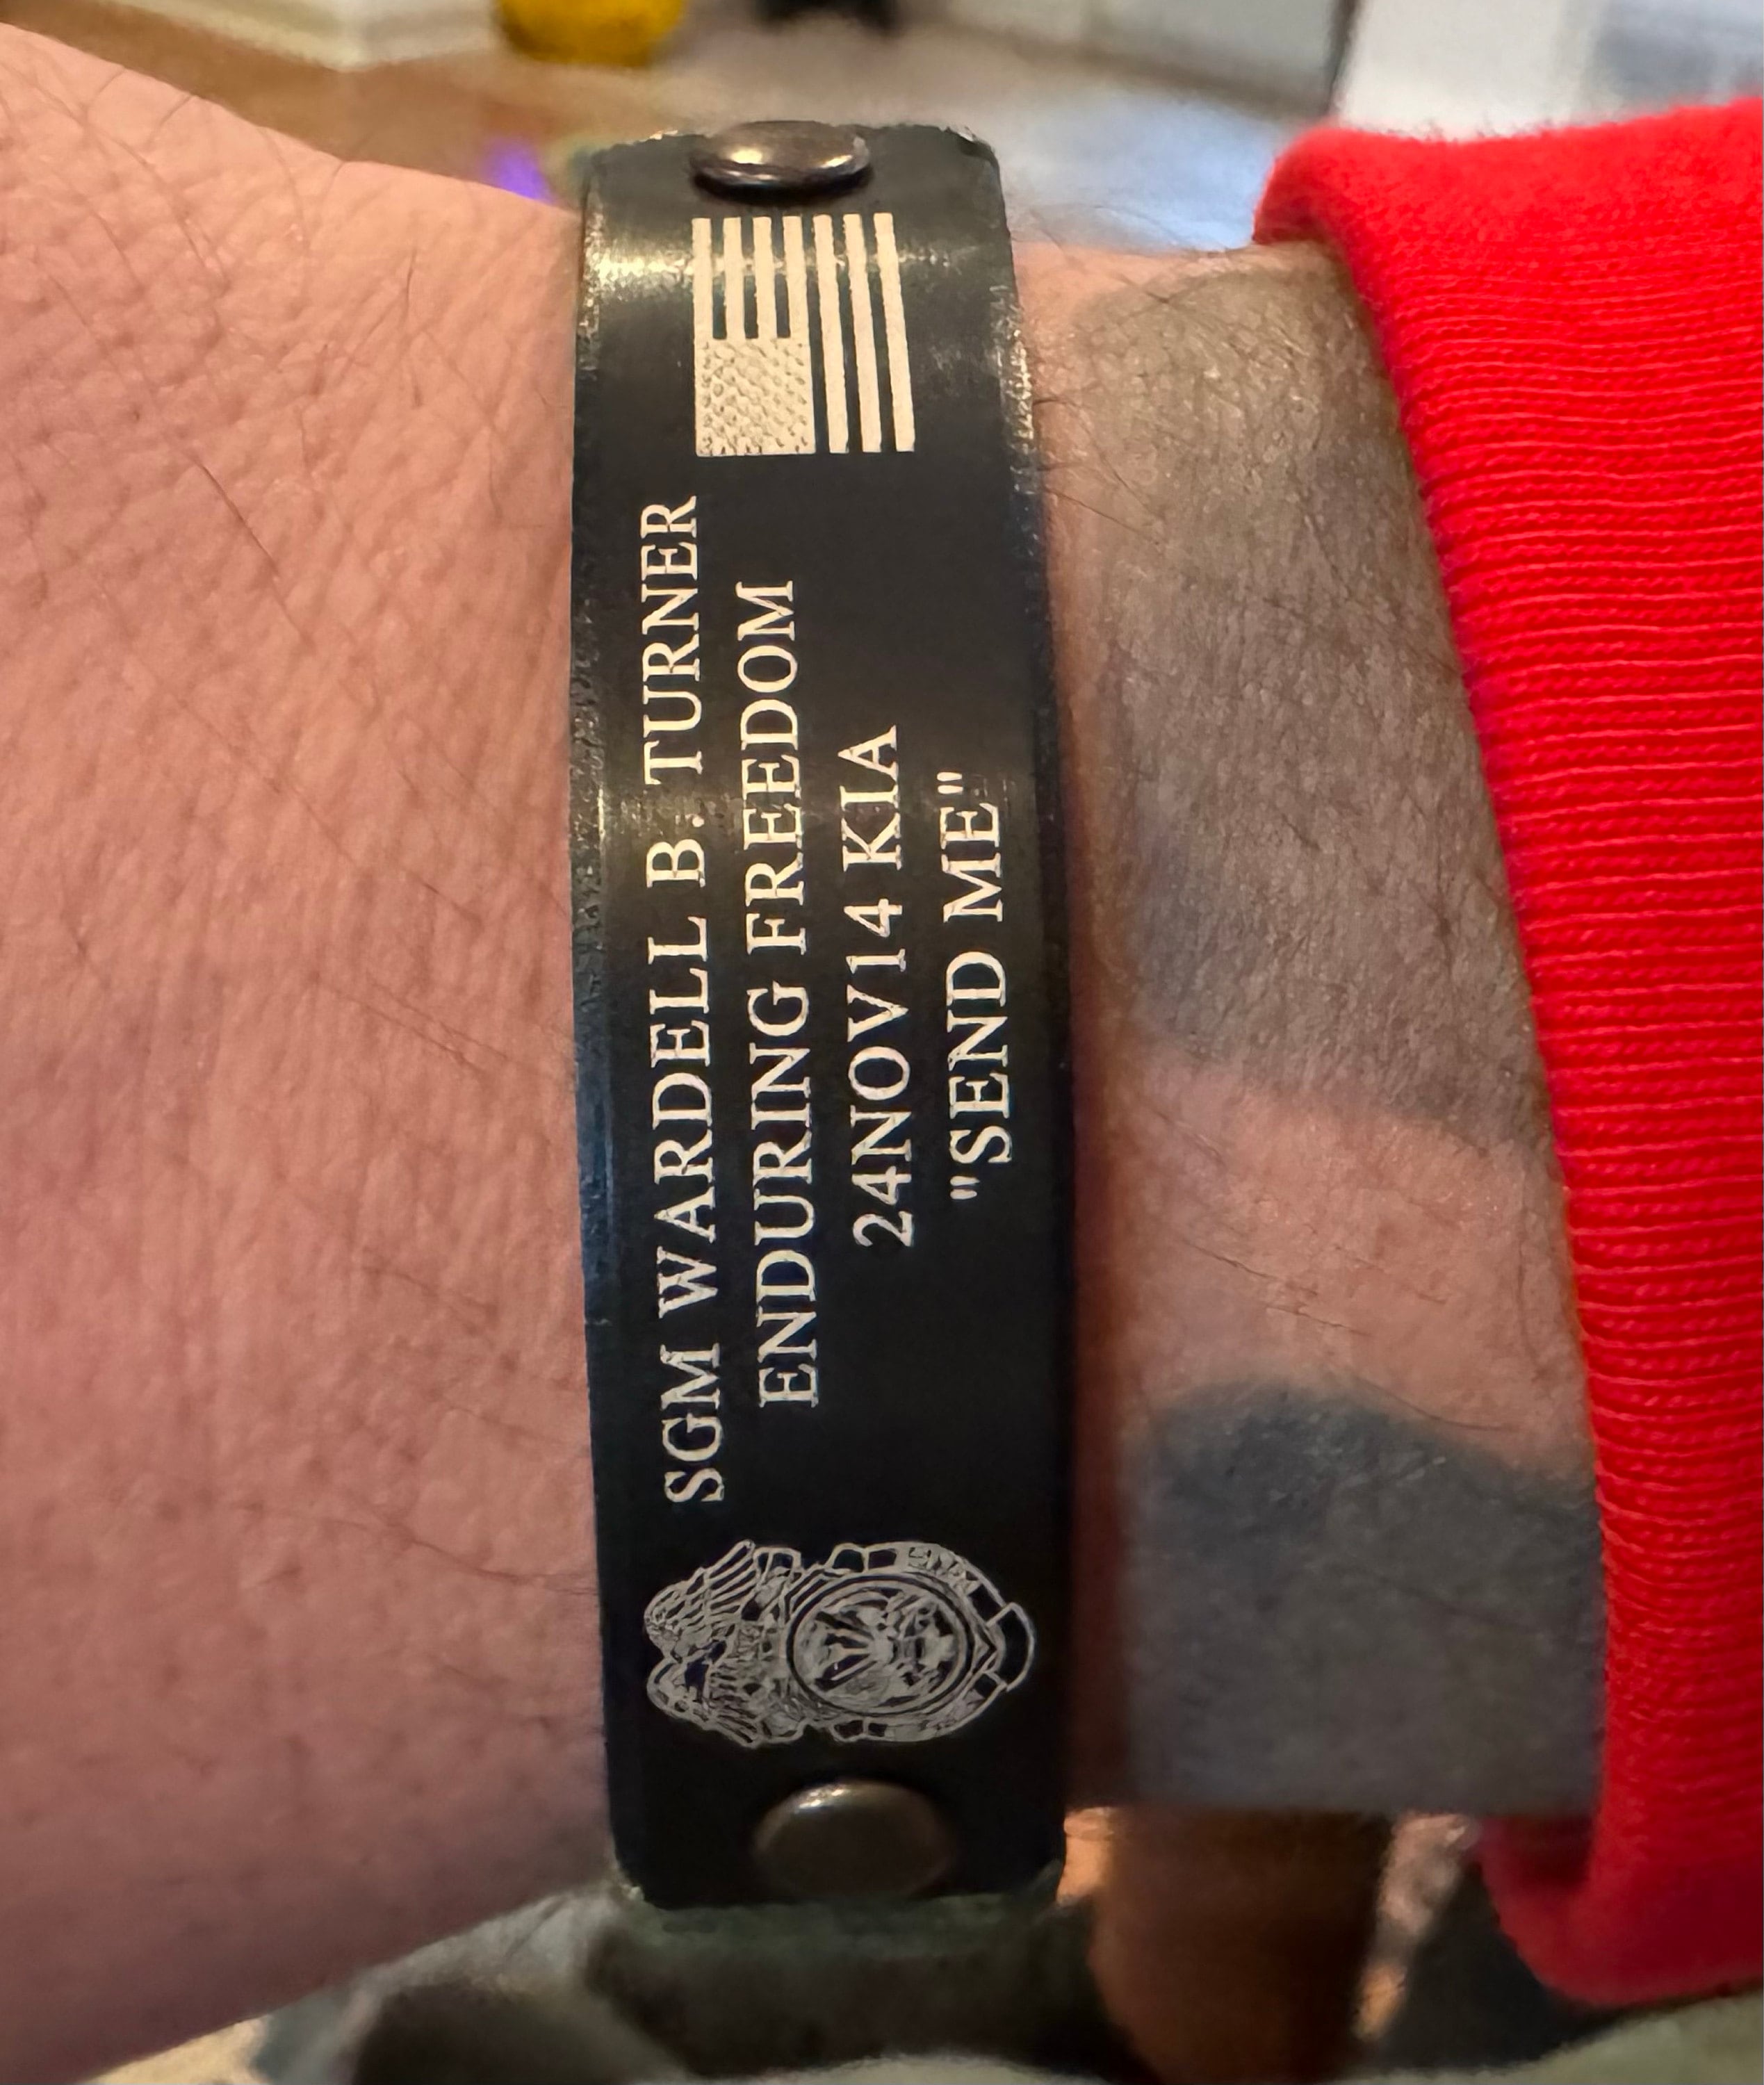 SGM WARDELL B. TURNER
ENDURING FREEDOM
24NOV14 KIA
"SEND ME"